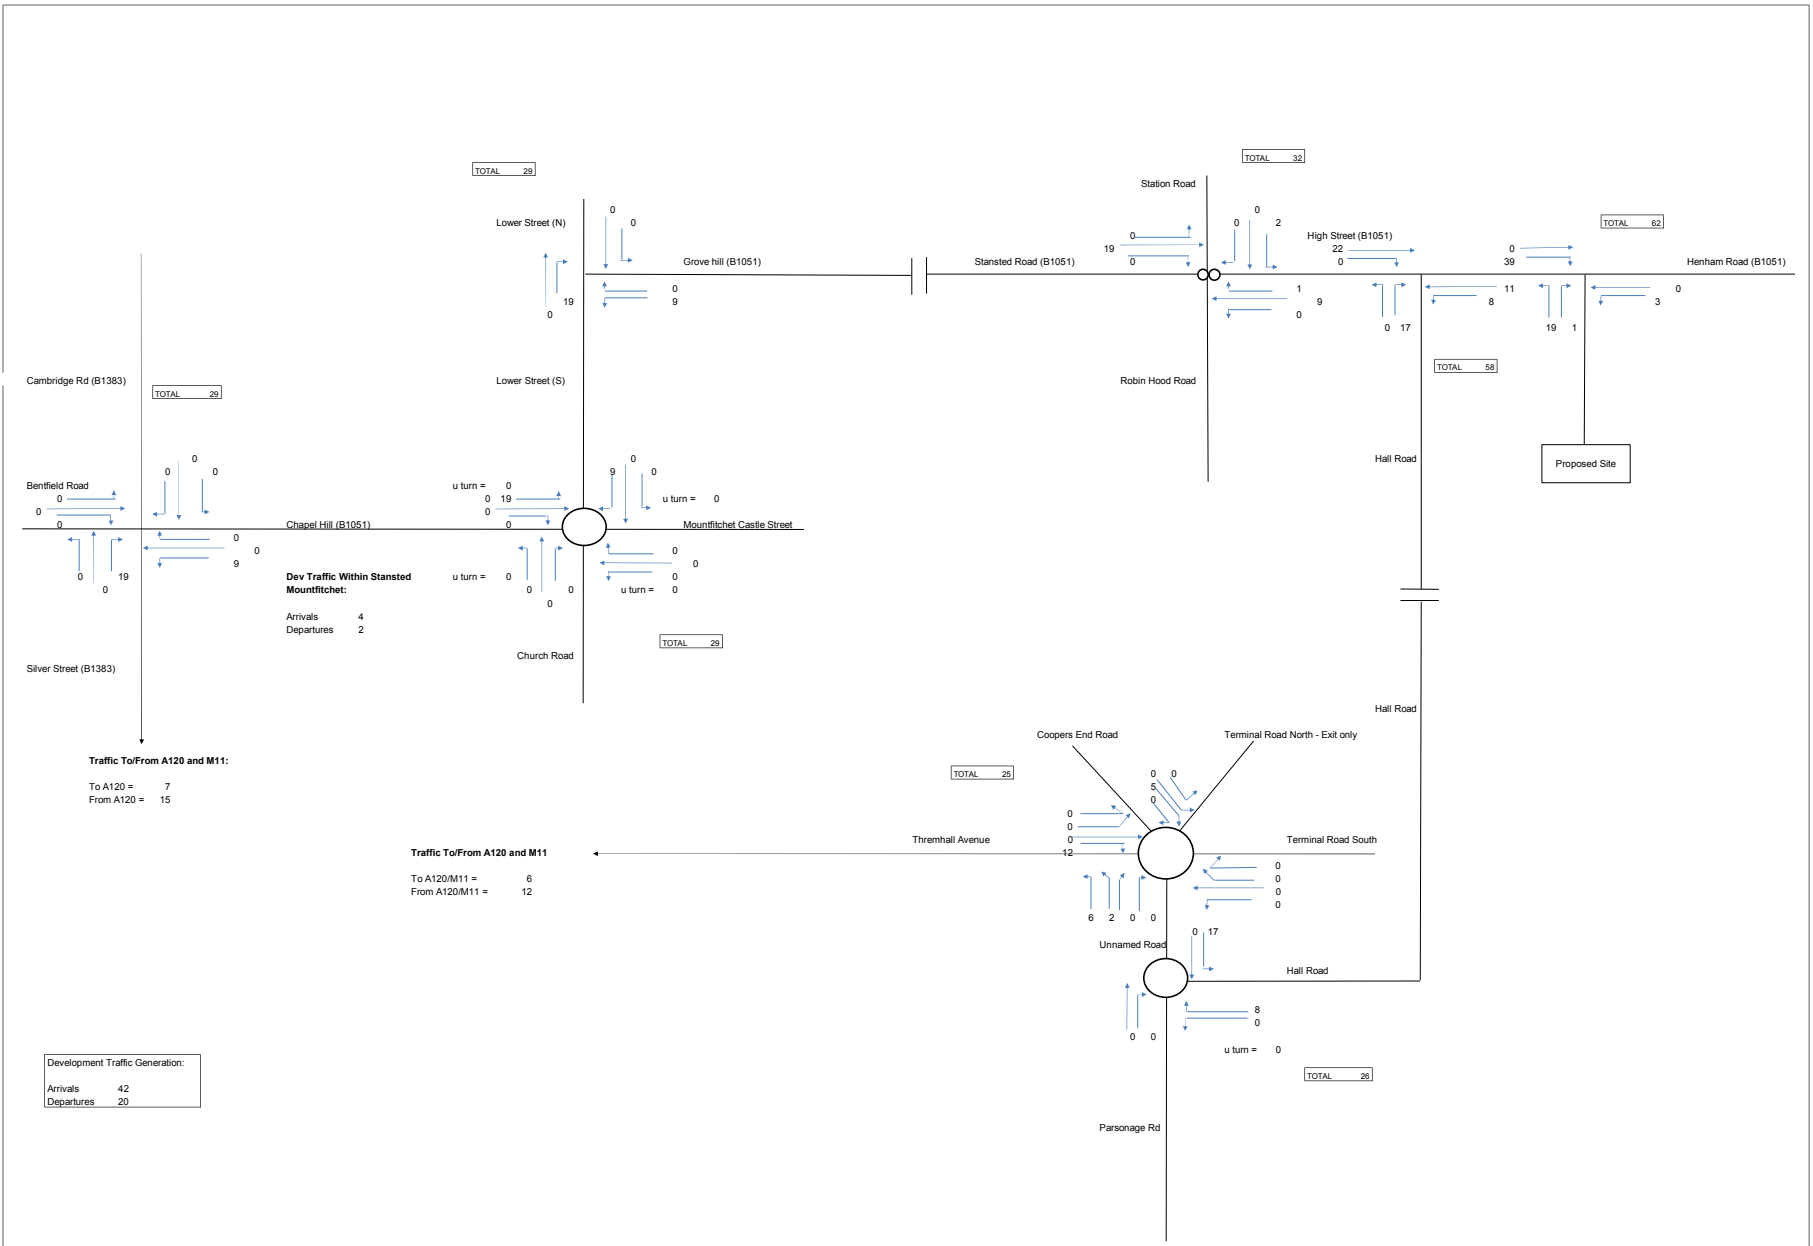 TOTAL 32
TOTAL 29
Station Road
Lower Street (N)
0
0
0
0 2
TOTAL 62
0
19
0
High Street (B1051)
22
0
0
39
Grove hill (B1051)
Stansted Road (B1051)
Henham Road (B1051)
19
0
0
9
1
9
0
11
8
0
3
0 17
19 1
TOTAL 58
Cambridge Rd (B1383)
TOTAL 29
Lower Street (S)
Robin Hood Road
Hall Road
Proposed Site
Bentfield Road
0
0
0
0
0
0
u turn = 0
0 19
0
0
0
9 0
u turn = 0
Chapel Hill (B1051)
Mountfitchet Castle Street
0
0
9
0 19
0
Dev Traffic Within Stansted
Mountfitchet:
Arrivals 4
Departures 2
u turn = 0
0 0
0
0
0
0
u turn = 0
TOTAL 29
Church Road
Silver Street (B1383)
Hall Road
Coopers End Road
Terminal Road North - Exit only
Traffic To/From A120 and M11:
To A120 = 7
From A120 = 15
TOTAL 25
0 0
5
0
0
0
0
12
Thremhall Avenue
Terminal Road South
Traffic To/From A120 and M11
To A120/M11 = 6
From A120/M11 = 12
0
0
0
0
6 2 0 0
0 17
Unnamed Road
Hall Road
8
0
0 0
u turn = 0
TOTAL 26
Development Traffic Generation:
Arrivals 42
Departures 20
Parsonage Rd